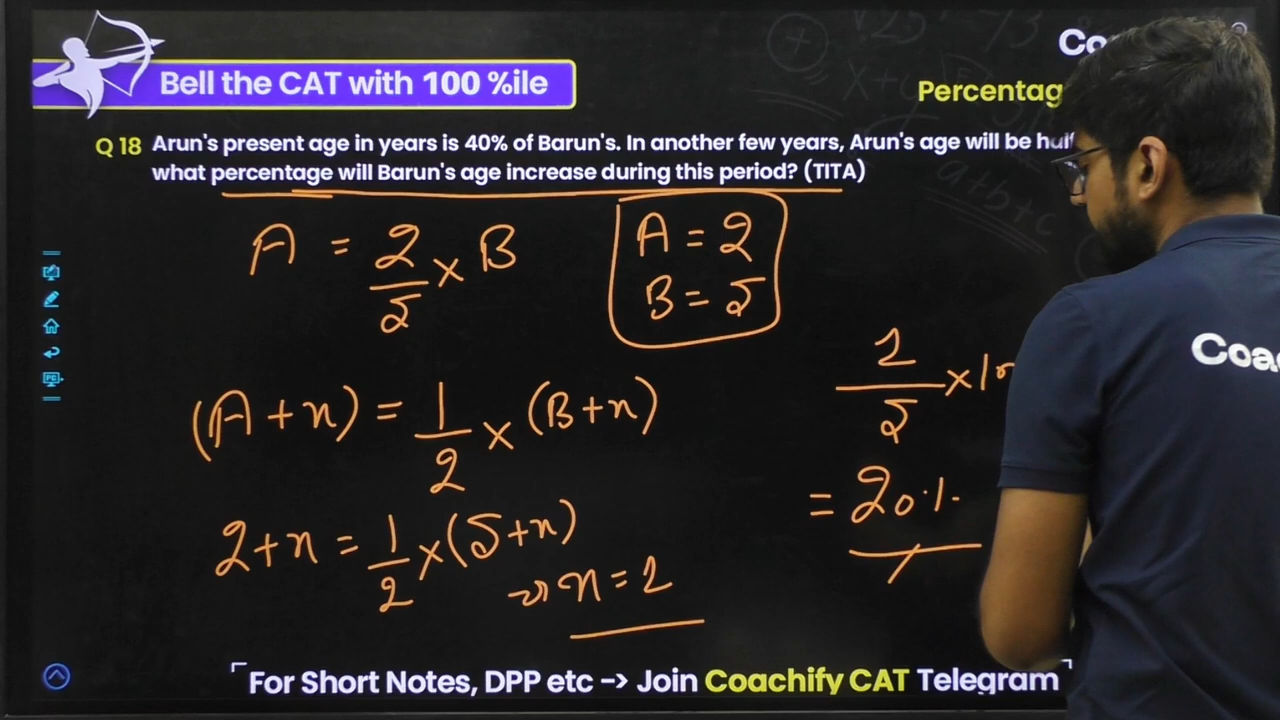 Bell the CAT with 100 %ile
Percentag
Q 18 Arun's present age in years is 40% of Barun's. In another few years, Arun's age will be half
what percentage will Barun's age increase during this period? (TITA)
A = 2/5 × B
A = 2
B = 5
(A+n) = 1/2 × (B+n)
2+n = 1/2 × (5+n)
⇒ n = 1
1/5 × 10
= 20%
Coa
For Short Notes, DPP etc -> Join Coachify CAT Telegram